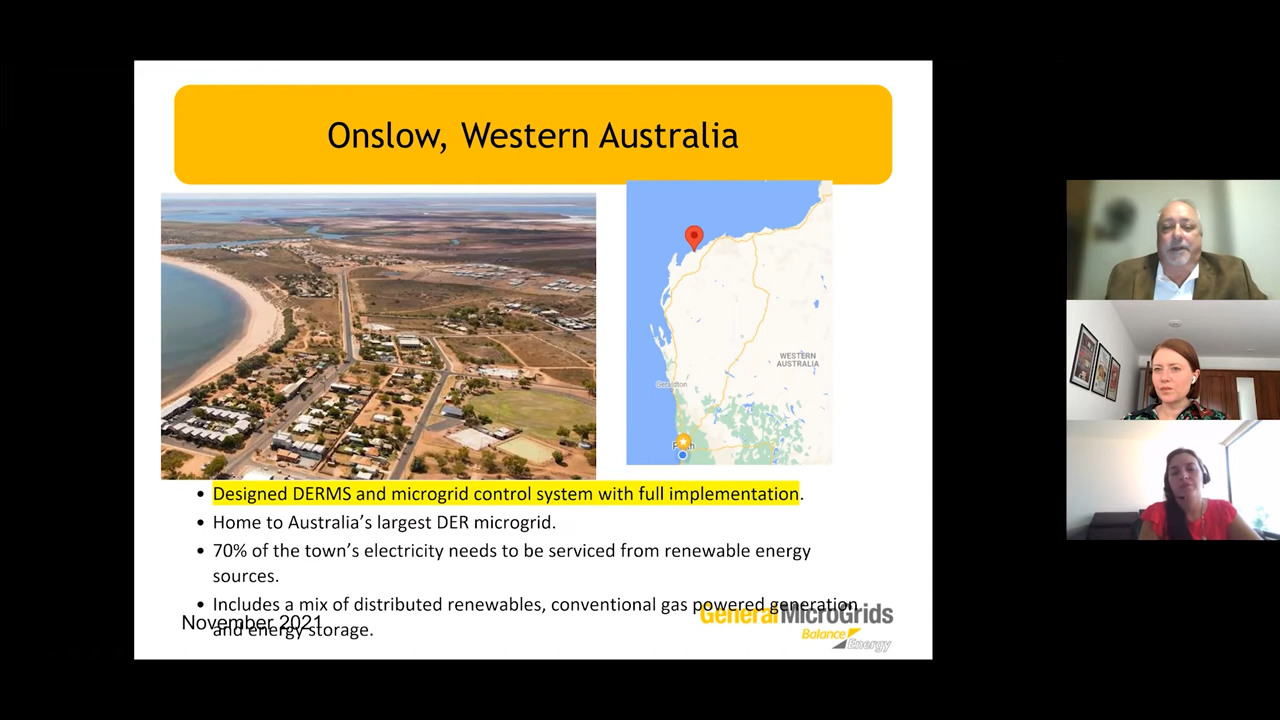 Onslow, Western Australia
WESTERN
AUSTRALIA
Geraldton
Perth
• Designed DERMS and microgrid control system with full implementation.
• Home to Australia's largest DER microgrid.
• 70% of the town's electricity needs to be serviced from renewable energy
sources.
• Includes a mix of distributed renewables, conventional gas powered generation
and energy storage.
November 2021
GeneralMicroGrids
Balance
Energy